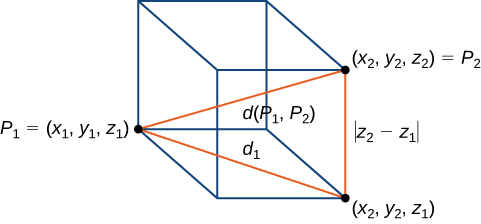 (x₂, y₂, z₂) = P₂
d(P₁, P₂)
P₁ = (x₁, y₁, z₁)
|z₂ − z₁|
d₁
(x₂, y₂, z₁)